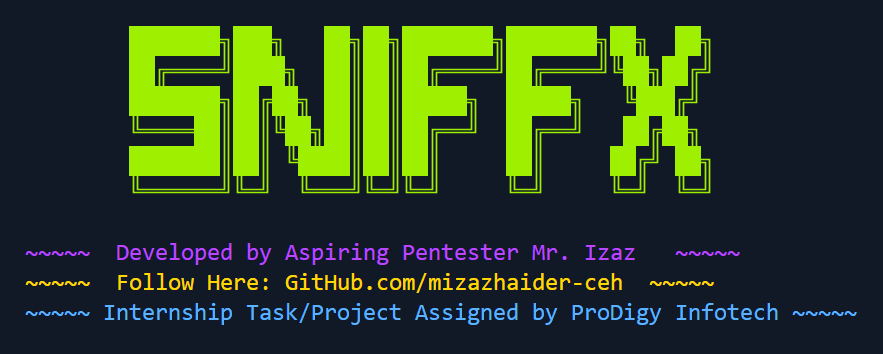 SNIFFX
~~~~~ Developed by Aspiring Pentester Mr. Izaz ~~~~~
~~~~~ Follow Here: GitHub.com/mizazhaider-ceh ~~~~~
~~~~~ Internship Task/Project Assigned by ProDigy Infotech ~~~~~